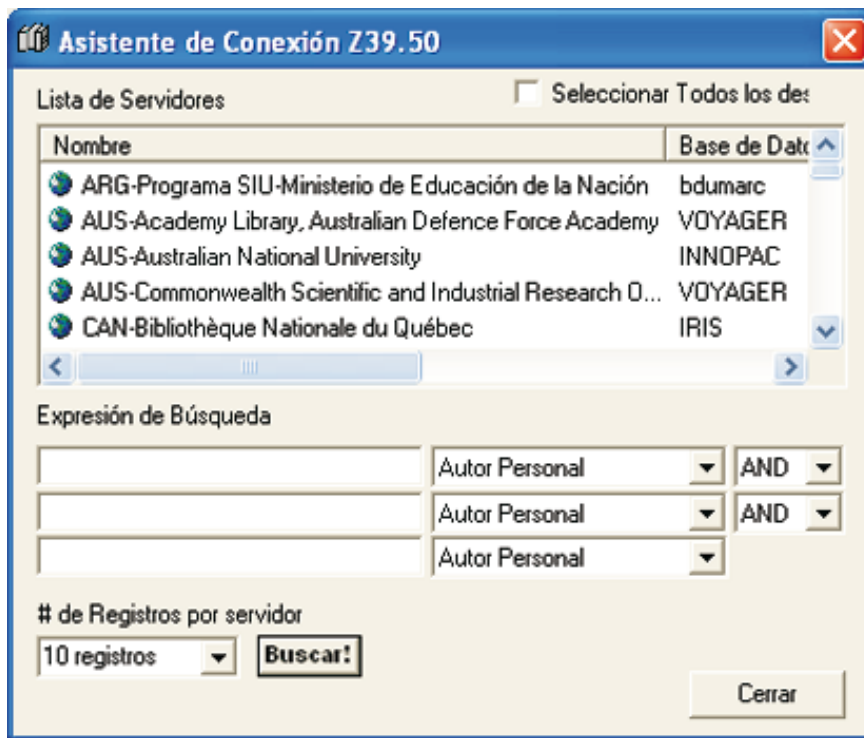 Asistente de Conexión Z39.50
Lista de Servidores
Seleccionar Todos los des
Nombre Base de Dato
ARG-Programa SIU-Ministerio de Educación de la Nación bdumarc
AUS-Academy Library, Australian Defence Force Academy VOYAGER
AUS-Australian National University INNOPAC
AUS-Commonwealth Scientific and Industrial Research O... VOYAGER
CAN-Bibliothèque Nationale du Québec IRIS
Expresión de Búsqueda
Autor Personal AND
Autor Personal AND
Autor Personal
# de Registros por servidor
10 registros Buscar!
Cerrar